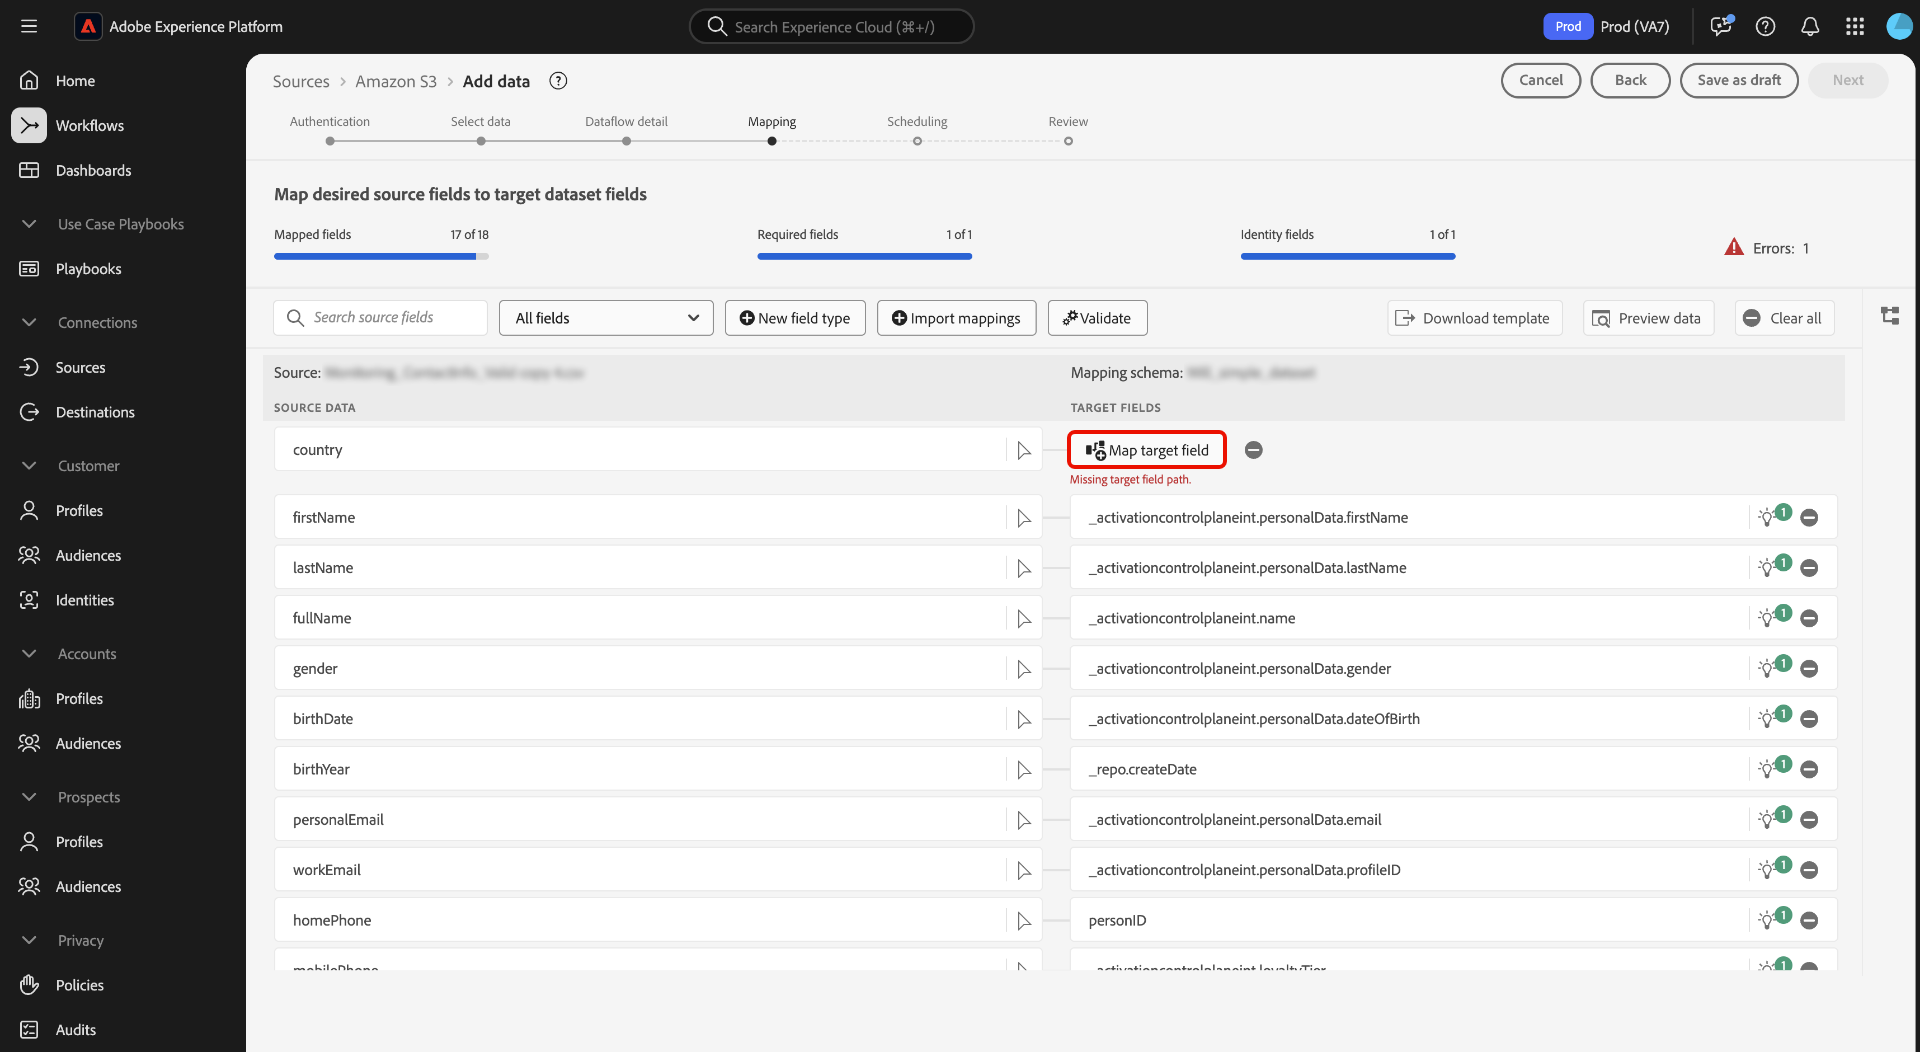 Adobe Experience Platform
Search Experience Cloud (⌘+/)
Prod
Prod (VA7)
Home
Workflows
Dashboards
Use Case Playbooks
Playbooks
Connections
Sources
Destinations
Customer
Profiles
Audiences
Identities
Accounts
Profiles
Audiences
Prospects
Profiles
Audiences
Privacy
Policies
Audits
Sources > Amazon S3 > Add data
Cancel
Back
Save as draft
Next
Authentication
Select data
Dataflow detail
Mapping
Scheduling
Review
Map desired source fields to target dataset fields
Mapped fields 17 of 18
Required fields 1 of 1
Identity fields 1 of 1
Errors: 1
Search source fields
All fields
New field type
Import mappings
Validate
Download template
Preview data
Clear all
Source:
Mapping schema:
SOURCE DATA
TARGET FIELDS
country
Map target field
Missing target field path.
firstName
_activationcontrolplaneint.personalData.firstName
1
lastName
_activationcontrolplaneint.personalData.lastName
1
fullName
_activationcontrolplaneint.name
1
gender
_activationcontrolplaneint.personalData.gender
1
birthDate
_activationcontrolplaneint.personalData.dateOfBirth
1
birthYear
_repo.createDate
1
personalEmail
_activationcontrolplaneint.personalData.email
1
workEmail
_activationcontrolplaneint.personalData.profileID
1
homePhone
personID
1
mobilePhone
_activationcontrolplaneint.loyaltyTier
1